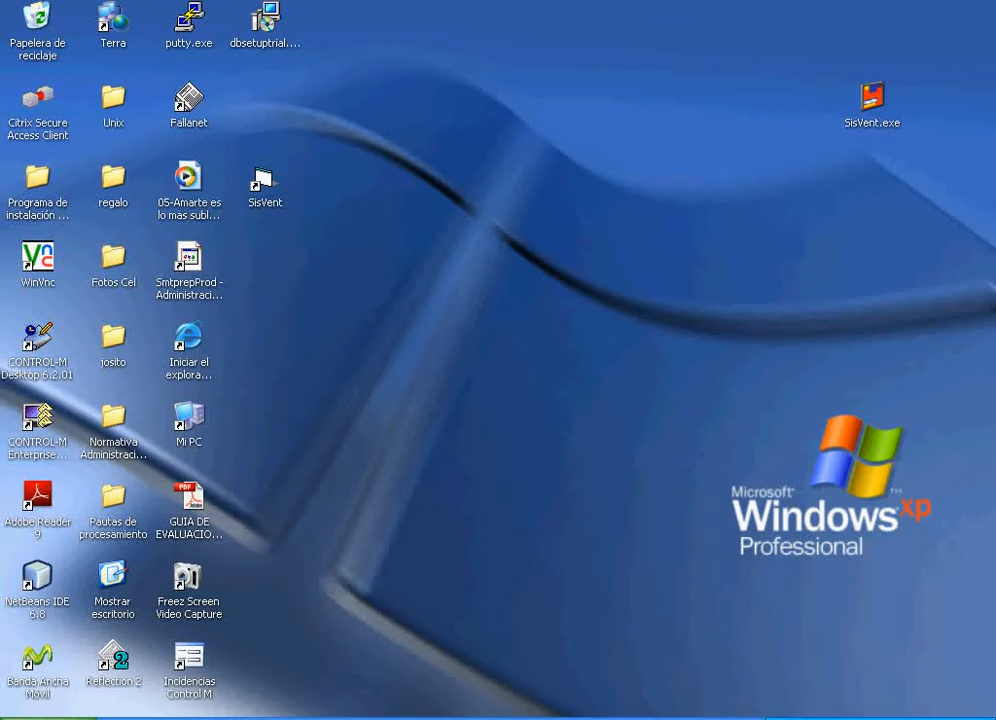 Papelera de
reciclaje
Terra
putty.exe
dbsetuptrial....
Citrix Secure
Access Client
Unix
Fallanet
SisVent.exe
Programa de
instalación ...
regalo
05-Amarte es
lo mas subl...
SisVent
WinVnc
Fotos Cel
SmtprepProd -
Administraci...
CONTROL-M
Desktop 6.2.01
josito
Iniciar el
explora...
CONTROL-M
Enterprise...
Normativa
Administraci...
Mi PC
Adobe Reader
9
Pautas de
procesamiento
GUIA DE
EVALUACIO...
NetBeans IDE
6.8
Mostrar
escritorio
Freez Screen
Video Capture
Banda Ancha
Móvil
Reflection 2
Incidencias
Control M
Microsoft
Windows xp
Professional